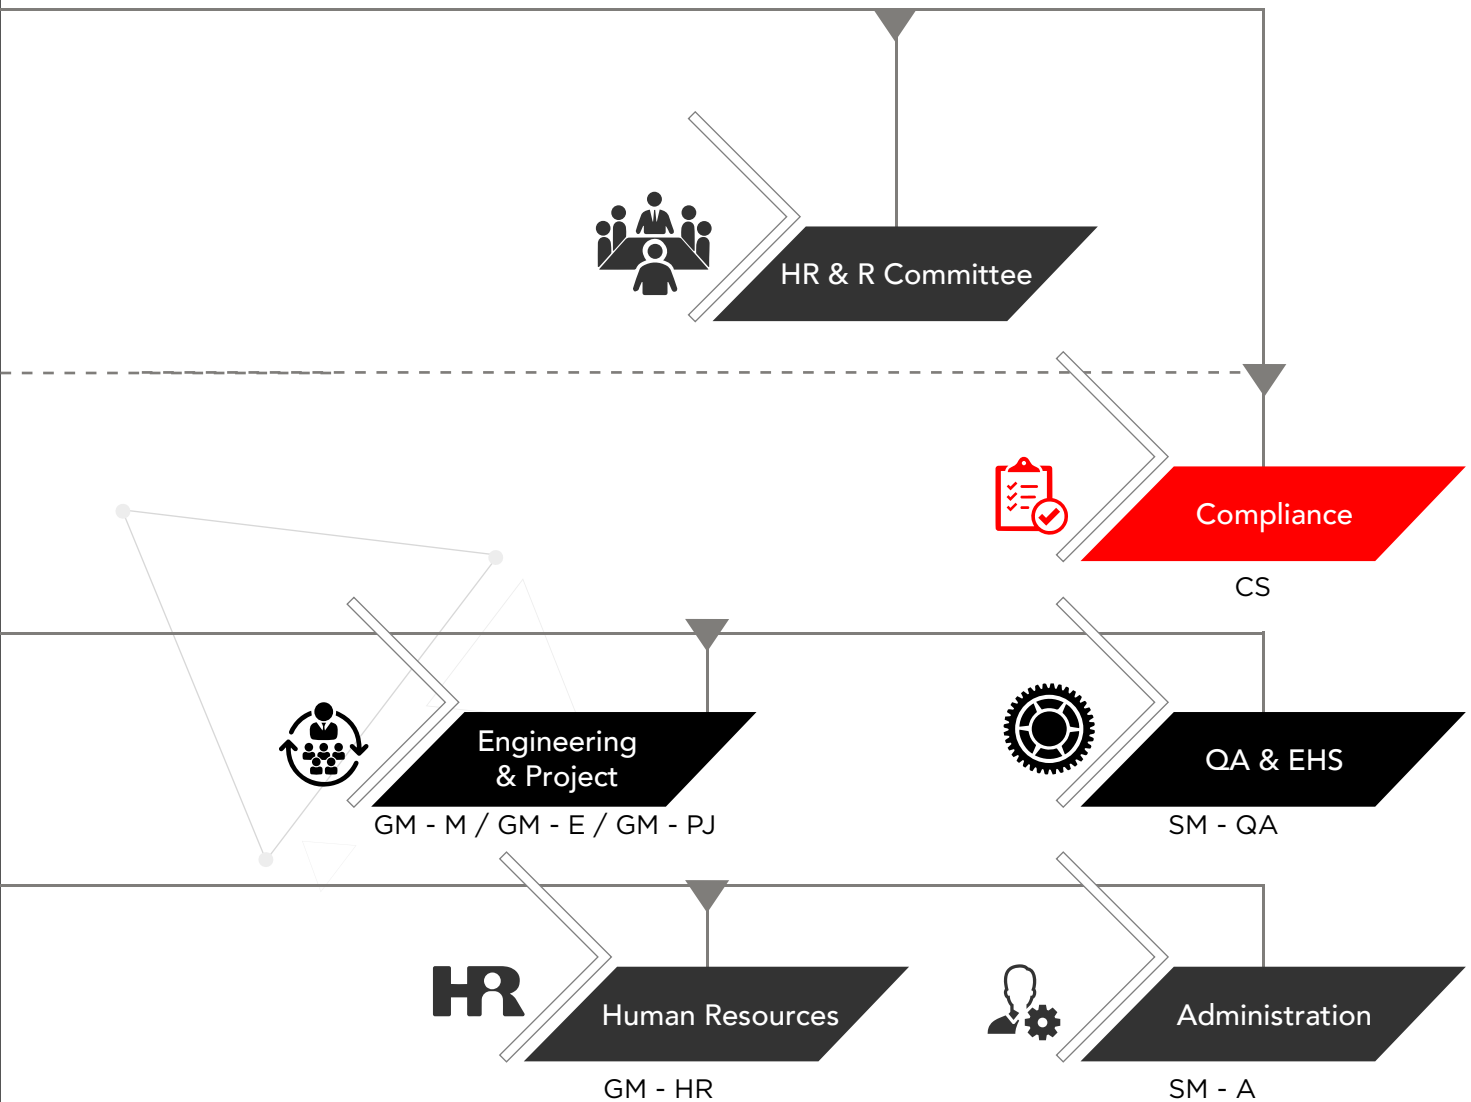 HR & R Committee
Compliance
CS
Engineering
& Project
GM - M / GM - E / GM - PJ
QA & EHS
SM - QA
HR
Human Resources
GM - HR
Administration
SM - A